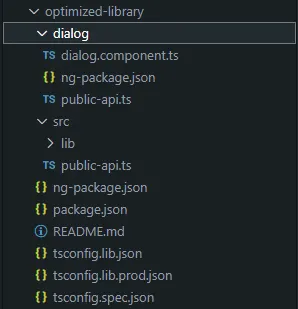 optimized-library
dialog
TS dialog.component.ts
{} ng-package.json
TS public-api.ts
src
lib
TS public-api.ts
{} ng-package.json
{} package.json
README.md
{} tsconfig.lib.json
{} tsconfig.lib.prod.json
{} tsconfig.spec.json